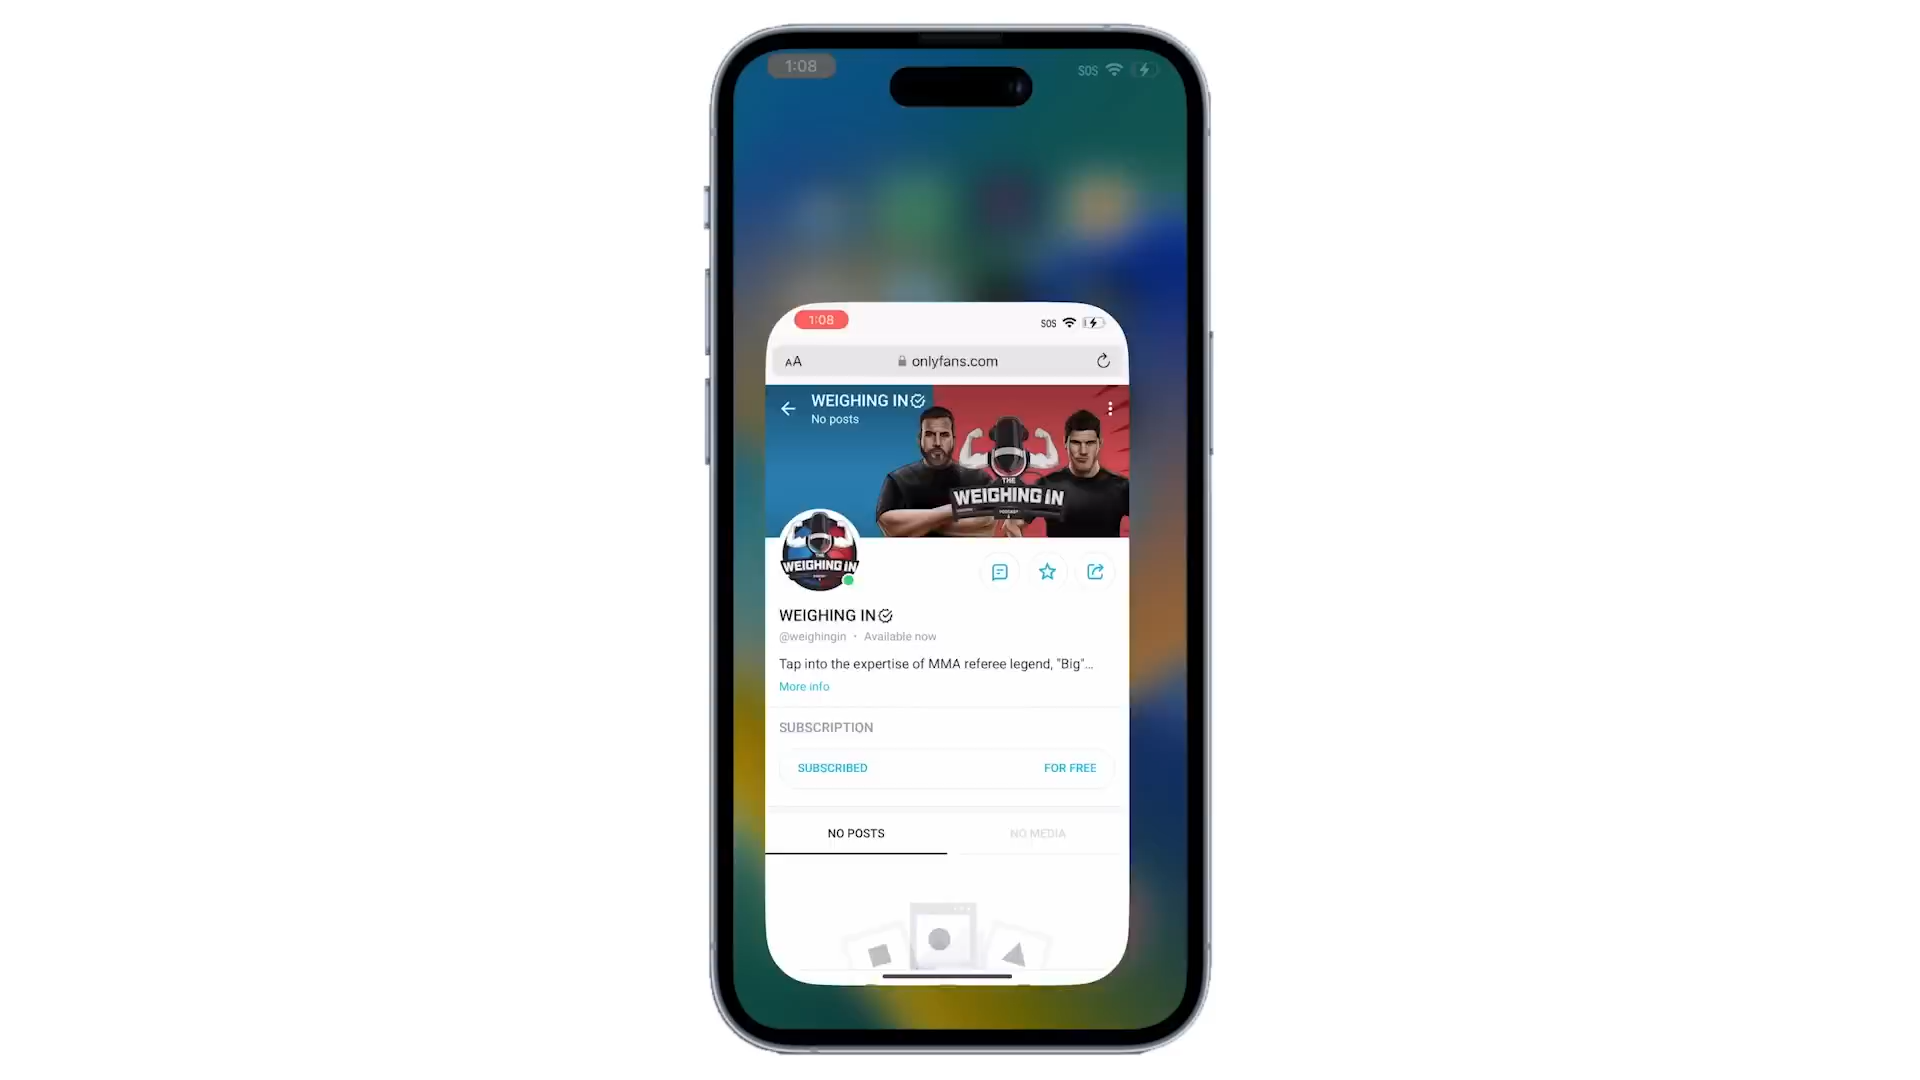 1:08
SOS
1:08
SOS
AA
onlyfans.com
WEIGHING IN
No posts
THE
WEIGHING IN
PODCAST
THE
WEIGHING IN
WEIGHING IN
@weighingin • Available now
Tap into the expertise of MMA referee legend, "Big"...
More info
SUBSCRIPTION
SUBSCRIBED
FOR FREE
NO POSTS
NO MEDIA